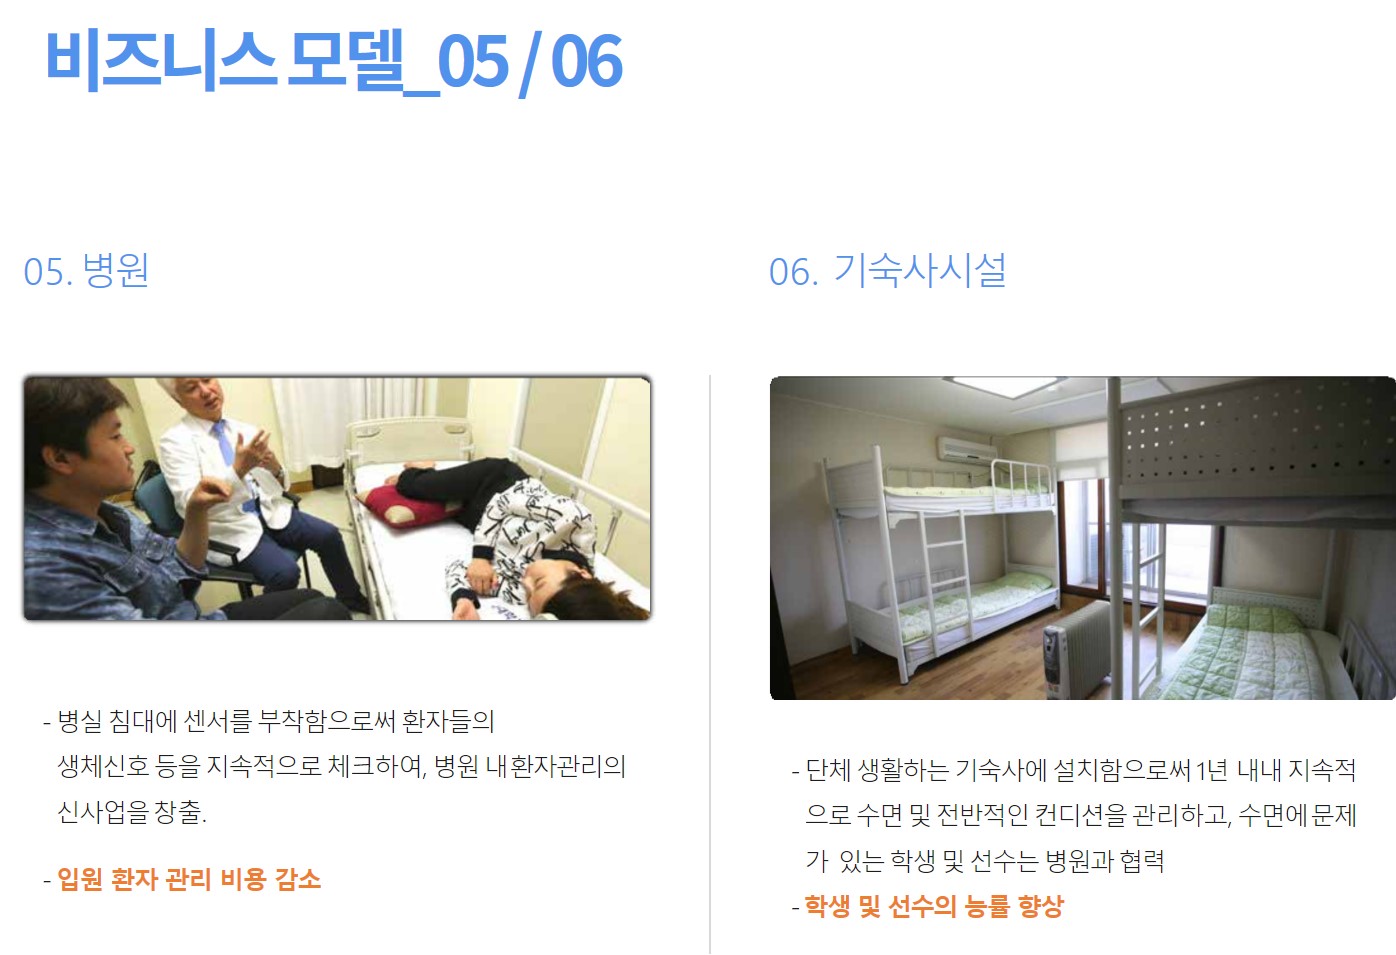 비즈니스 모델_05 / 06
05. 병원
- 병실 침대에 센서를 부착함으로써 환자들의
생체신호 등을 지속적으로 체크하여, 병원 내 환자관리의
신사업을 창출.
- 입원 환자 관리 비용 감소
06. 기숙사시설
- 단체 생활하는 기숙사에 설치함으로써 1년 내내 지속적
으로 수면 및 전반적인 컨디션을 관리하고, 수면에 문제
가 있는 학생 및 선수는 병원과 협력
- 학생 및 선수의 능률 향상